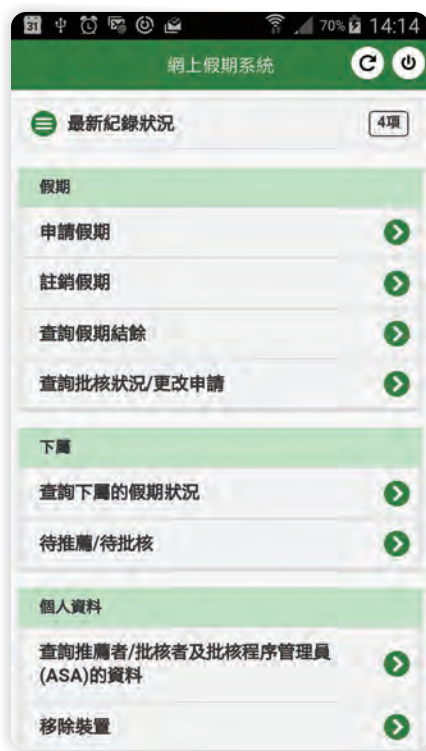 31
70% 14:14
網上假期系統
最新紀錄狀況 4項
假期
申請假期
註銷假期
查詢假期結餘
查詢批核狀況/更改申請
下屬
查詢下屬的假期狀況
待推薦/待批核
個人資料
查詢推薦者/批核者及批核程序管理員
(ASA)的資料
移除裝置